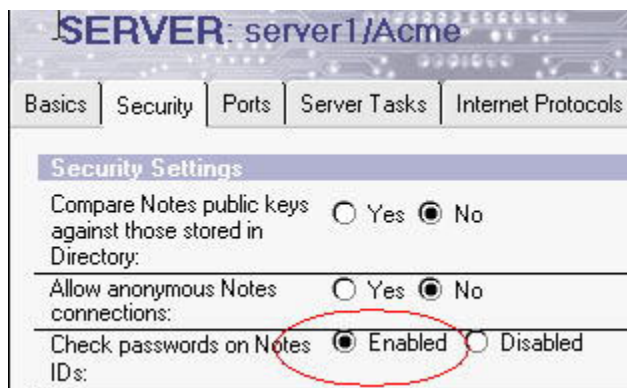 SERVER: server1/Acme
Basics Security Ports Server Tasks Internet Protocols
Security Settings
Compare Notes public keys Yes No
against those stored in
Directory:
Allow anonymous Notes Yes No
connections:
Check passwords on Notes Enabled Disabled
IDs: